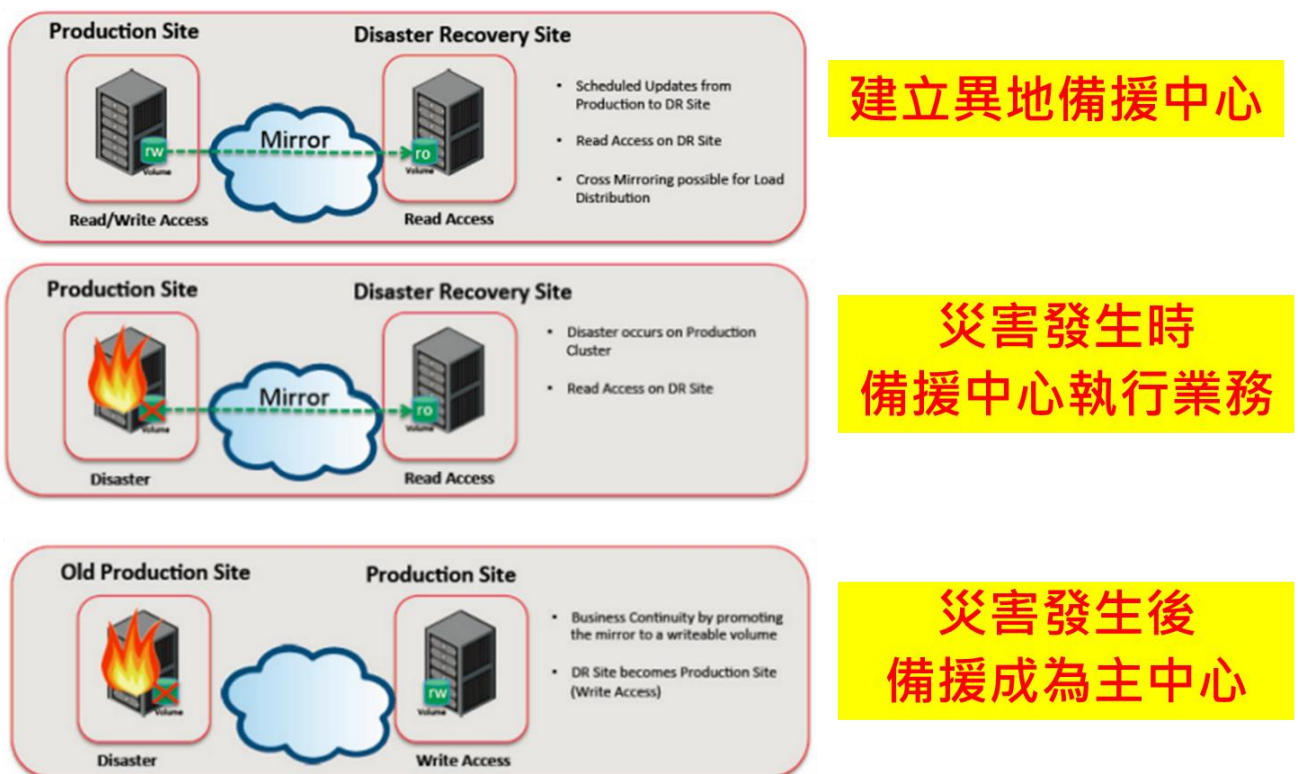 Production Site
Disaster Recovery Site
rw
Volume
Mirror
ro
Volume
Read/Write Access
Read Access
• Scheduled Updates from
Production to DR Site
• Read Access on DR Site
• Cross Mirroring possible for Load
Distribution
建立異地備援中心
Production Site
Disaster Recovery Site
Volume
Mirror
ro
Volume
Disaster
Read Access
• Disaster occurs on Production
Cluster
• Read Access on DR Site
災害發生時
備援中心執行業務
Old Production Site
Production Site
Volume
rw
Volume
Disaster
Write Access
• Business Continuity by promoting
the mirror to a writeable volume
• DR Site becomes Production Site
(Write Access)
災害發生後
備援成為主中心